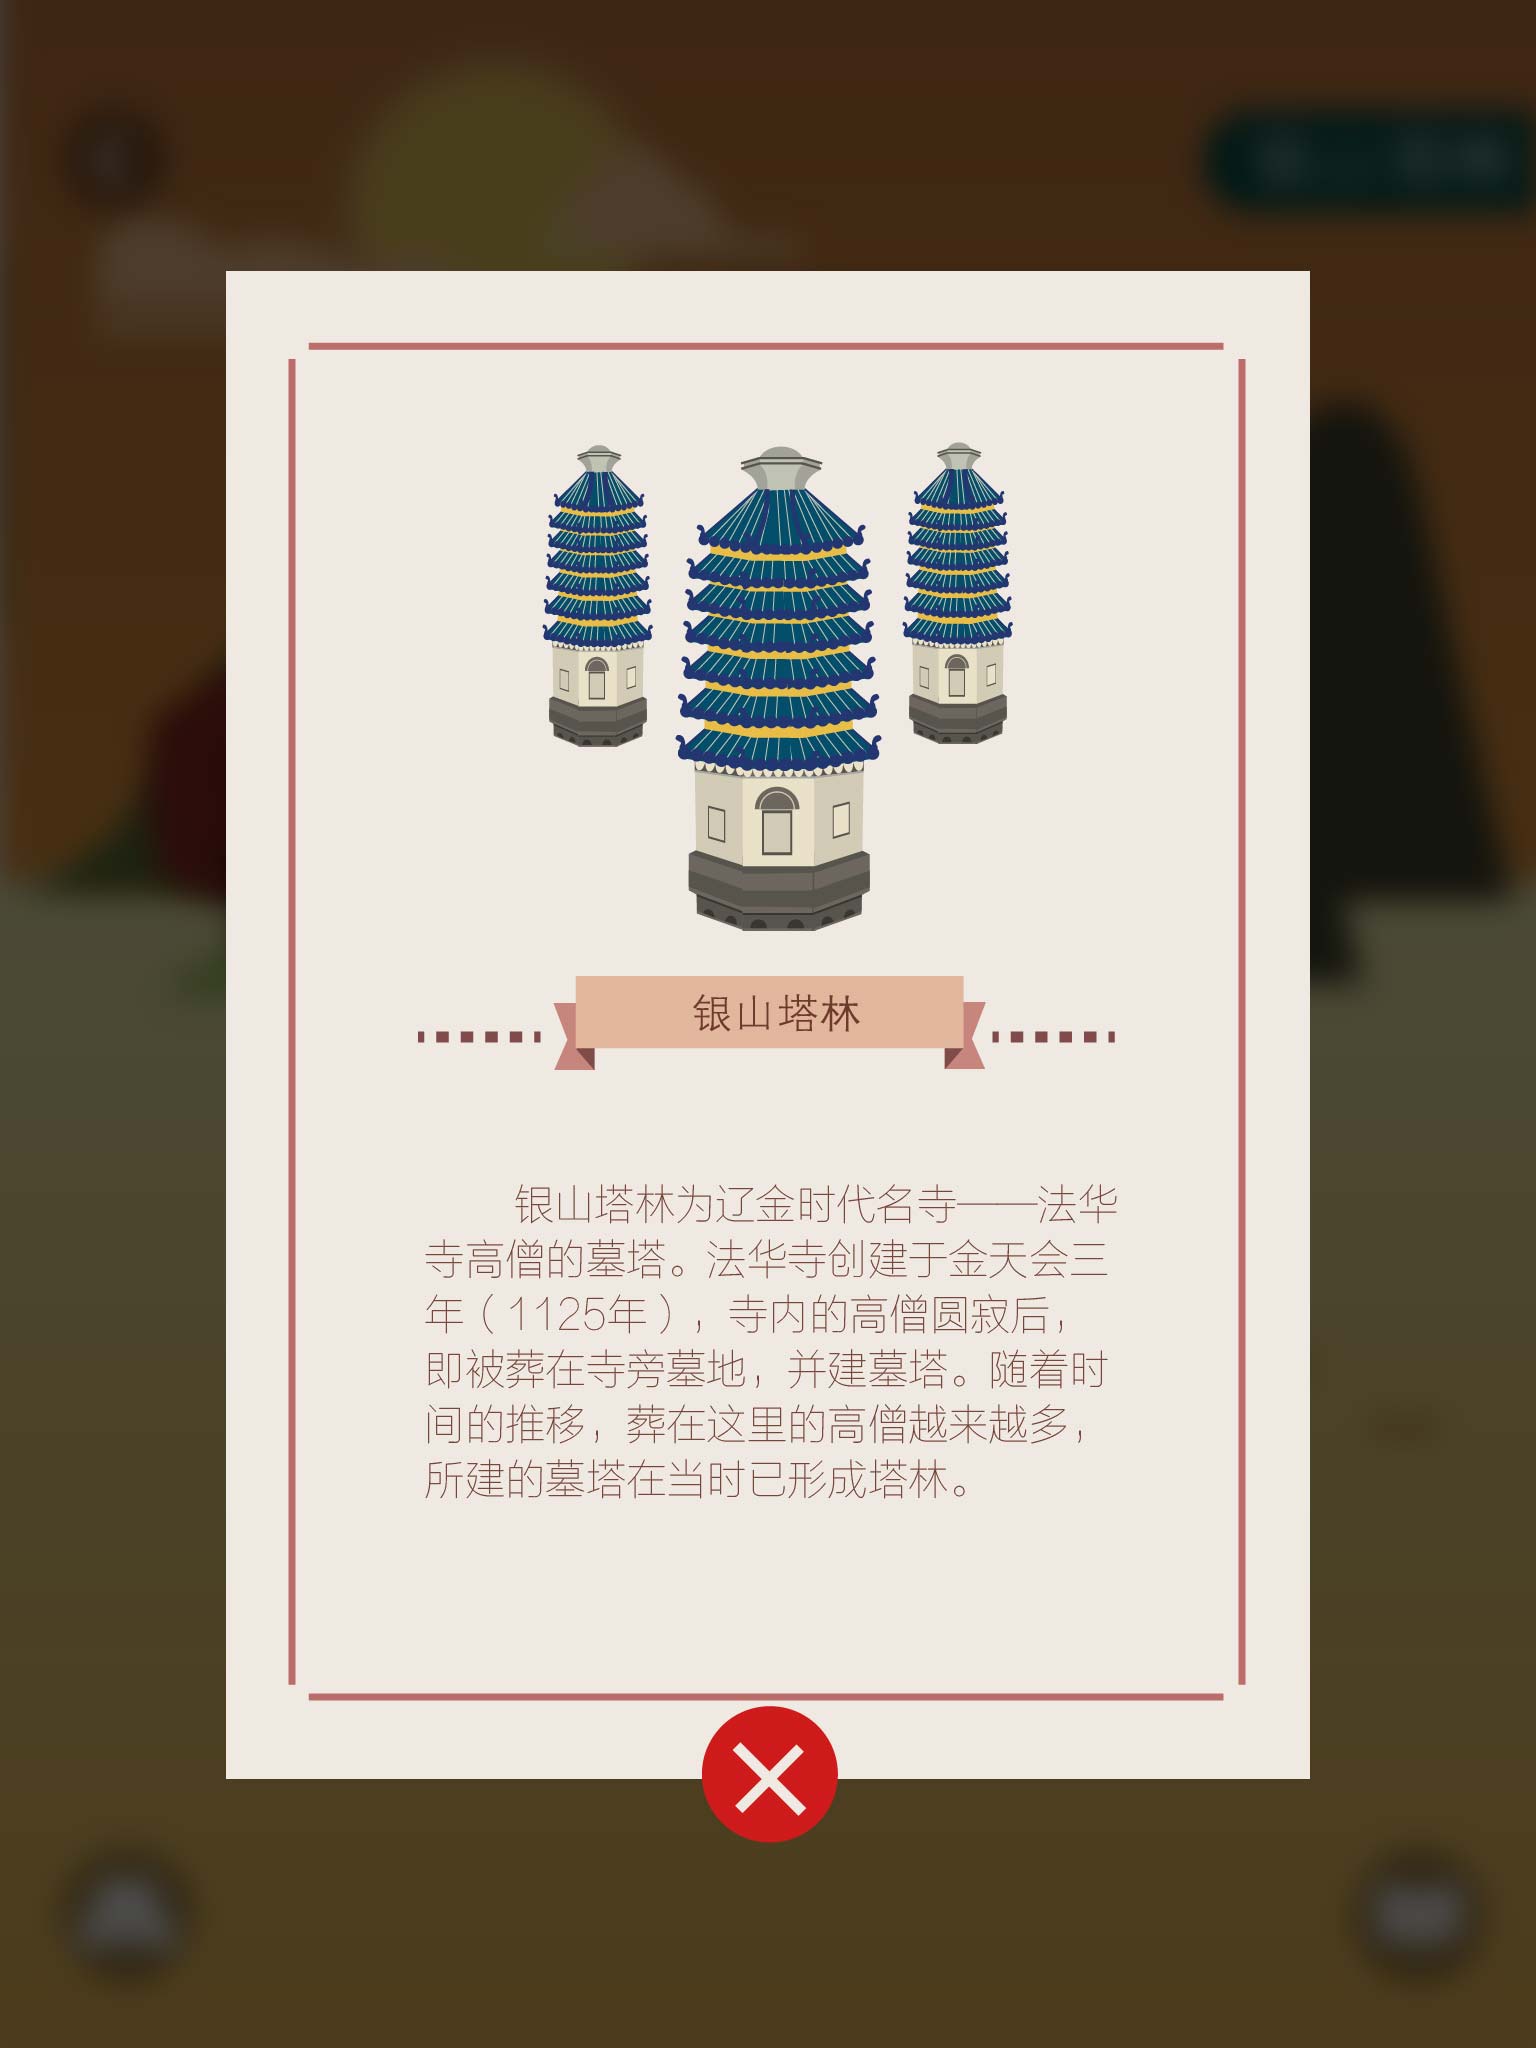 银山塔林
银山塔林为辽金时代名寺——法华
寺高僧的墓塔。法华寺创建于金天会三
年（1125年），寺内的高僧圆寂后，
即被葬在寺旁墓地，并建墓塔。随着时
间的推移，葬在这里的高僧越来越多，
所建的墓塔在当时已形成塔林。